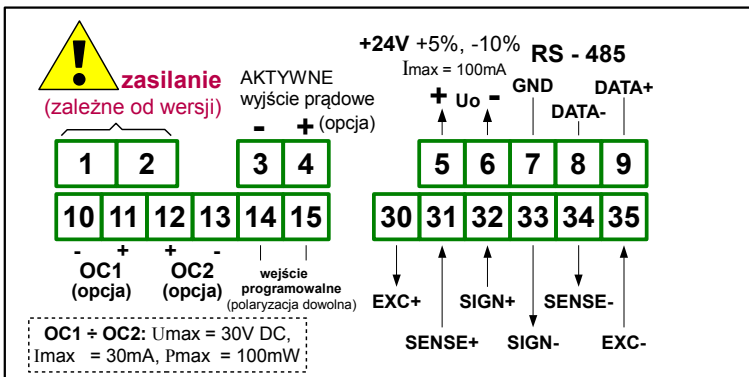 zasilanie
(zależne od wersji)
AKTYWNE
wyjście prądowe
- + (opcja)
+24V +5%, -10%
Imax = 100mA
+ Uo -
RS - 485
GND
DATA-
DATA+
1 2 3 4 5 6 7 8 9
10 11 12 13 14 15 30 31 32 33 34 35
- +
OC1
(opcja)
+ -
OC2
(opcja)
wejście
programowalne
(polaryzacja dowolna)
EXC+
SENSE+
SIGN+
SIGN-
SENSE-
EXC-
OC1 ÷ OC2: Umax = 30V DC,
Imax = 30mA, Pmax = 100mW